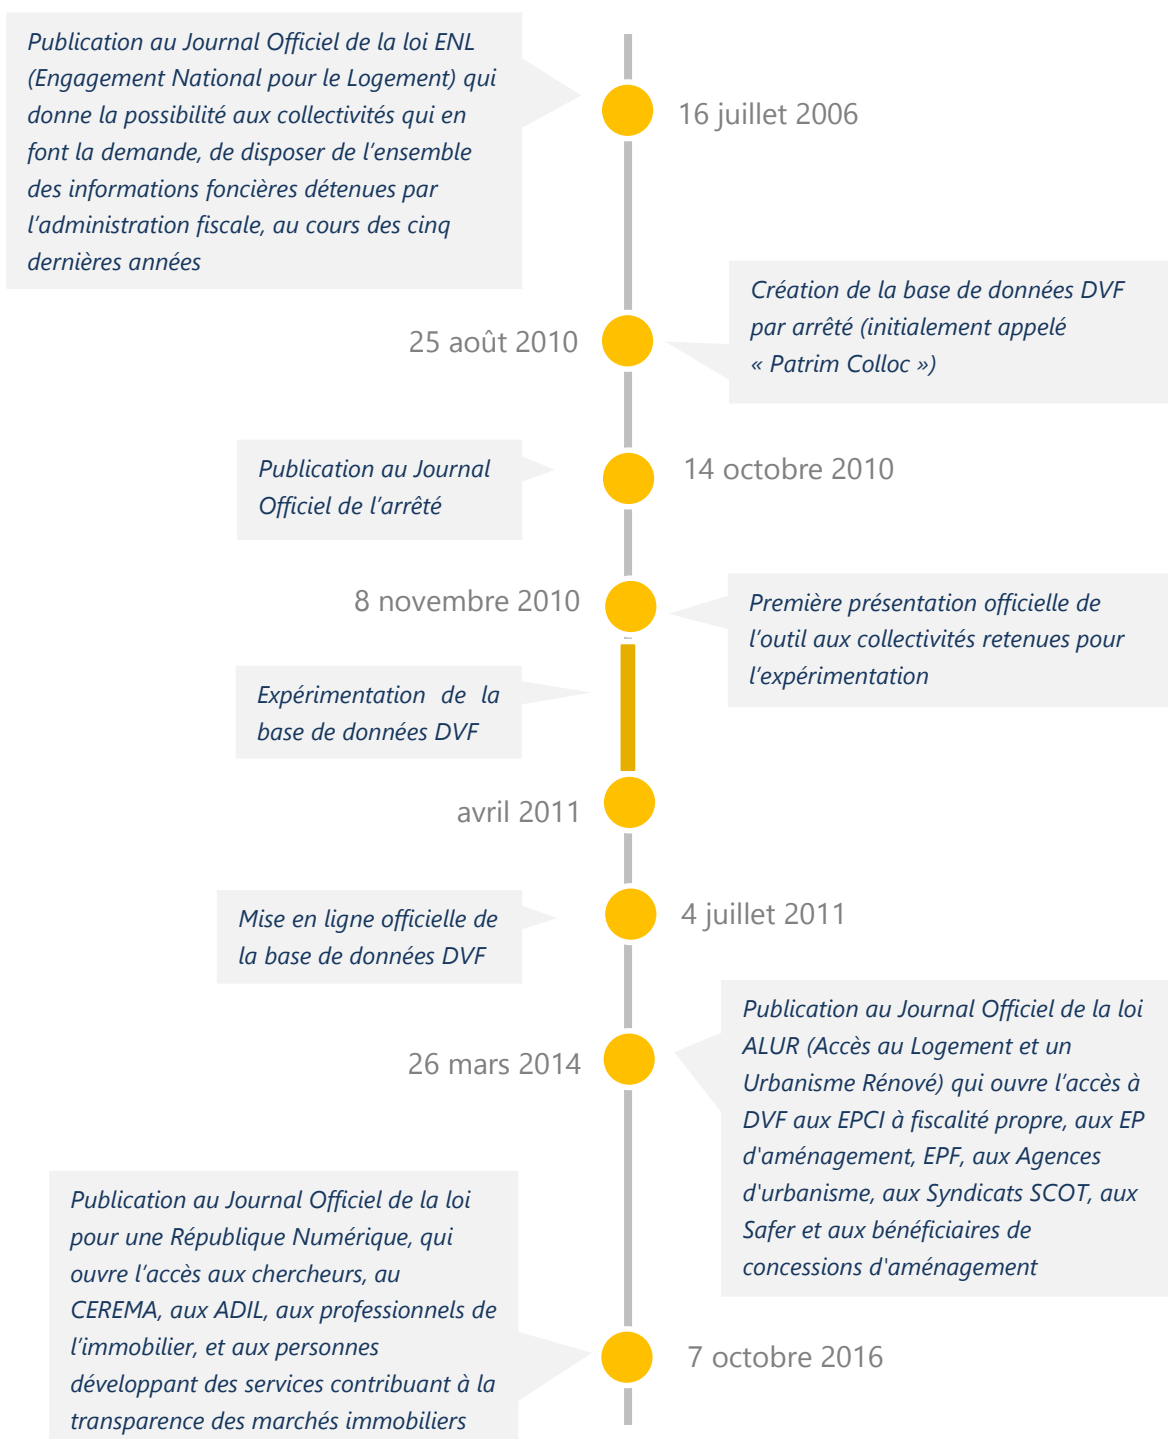 Publication au Journal Officiel de la loi ENL
(Engagement National pour le Logement) qui
donne la possibilité aux collectivités qui en
font la demande, de disposer de l'ensemble
des informations foncières détenues par
l'administration fiscale, au cours des cinq
dernières années
16 juillet 2006
25 août 2010
Création de la base de données DVF
par arrêté (initialement appelé
« Patrim Colloc »)
Publication au Journal
Officiel de l'arrêté
14 octobre 2010
8 novembre 2010
Première présentation officielle de
l'outil aux collectivités retenues pour
l'expérimentation
Expérimentation de la
base de données DVF
avril 2011
Mise en ligne officielle de
la base de données DVF
4 juillet 2011
26 mars 2014
Publication au Journal Officiel de la loi
ALUR (Accès au Logement et un
Urbanisme Rénové) qui ouvre l'accès à
DVF aux EPCI à fiscalité propre, aux EP
d'aménagement, EPF, aux Agences
d'urbanisme, aux Syndicats SCOT, aux
Safer et aux bénéficiaires de
concessions d'aménagement
Publication au Journal Officiel de la loi
pour une République Numérique, qui
ouvre l'accès aux chercheurs, au
CEREMA, aux ADIL, aux professionnels de
l'immobilier, et aux personnes
développant des services contribuant à la
transparence des marchés immobiliers
7 octobre 2016